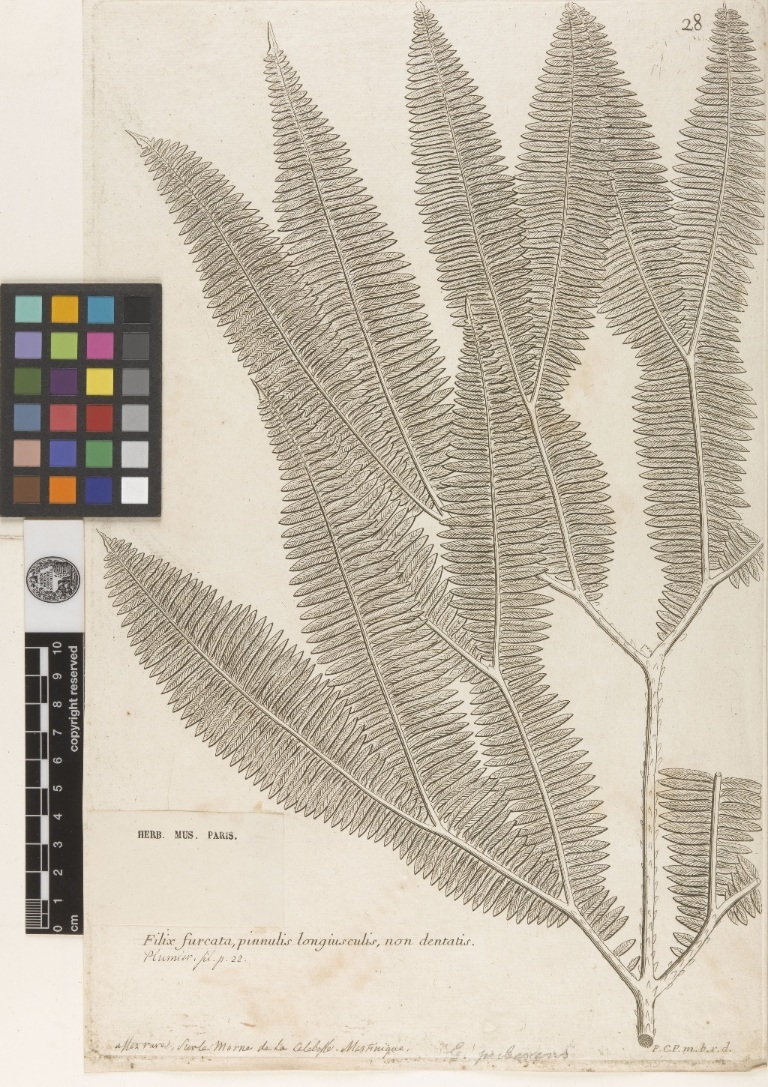 28
copyright reserved
0 1 2 3 4 5 6 7 8 9 10
cm
HERB. MUS. PARIS.
Filix furcata, pinnulis longiusculis, non dentatis.
Plumier. fil. p. 22.
assez rare, Sur le Morne de la Calebasse. Martinique.
P.C.P. m. b. s. d.